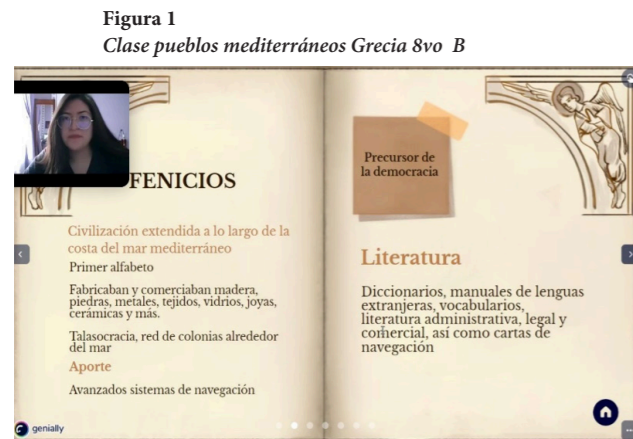 Figura 1
Clase pueblos mediterráneos Grecia 8vo B
FENICIOS
Civilización extendida a lo largo de la
costa del mar mediterráneo
Primer alfabeto
Fabricaban y comerciaban madera,
piedras, metales, tejidos, vidrios, joyas,
cerámicas y más.
Talasocracia, red de colonias alrededor
del mar
Aporte
Avanzados sistemas de navegación
Precursor de
la democracia
Literatura
Diccionarios, manuales de lenguas
extranjeras, vocabularios,
literatura administrativa, legal y
comercial, así como cartas de
navegación
genially